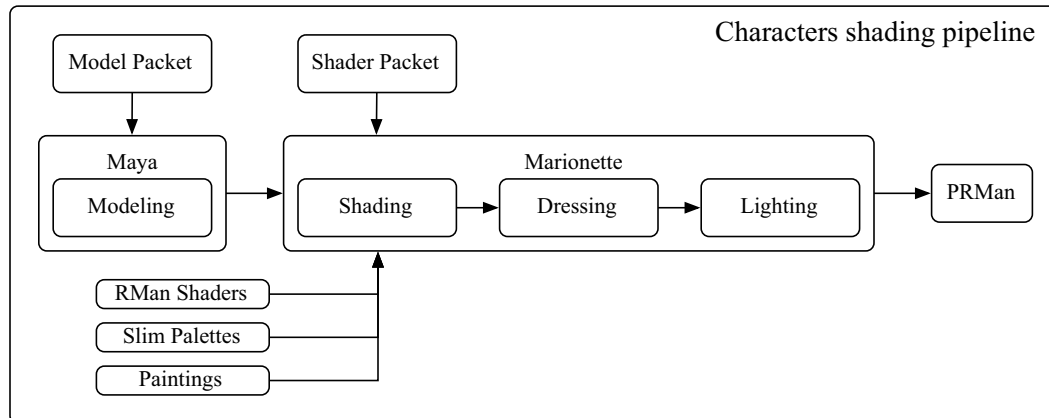 Characters shading pipeline
Model Packet
Shader Packet
Maya
Marionette
Modeling
Shading
Dressing
Lighting
PRMan
RMan Shaders
Slim Palettes
Paintings